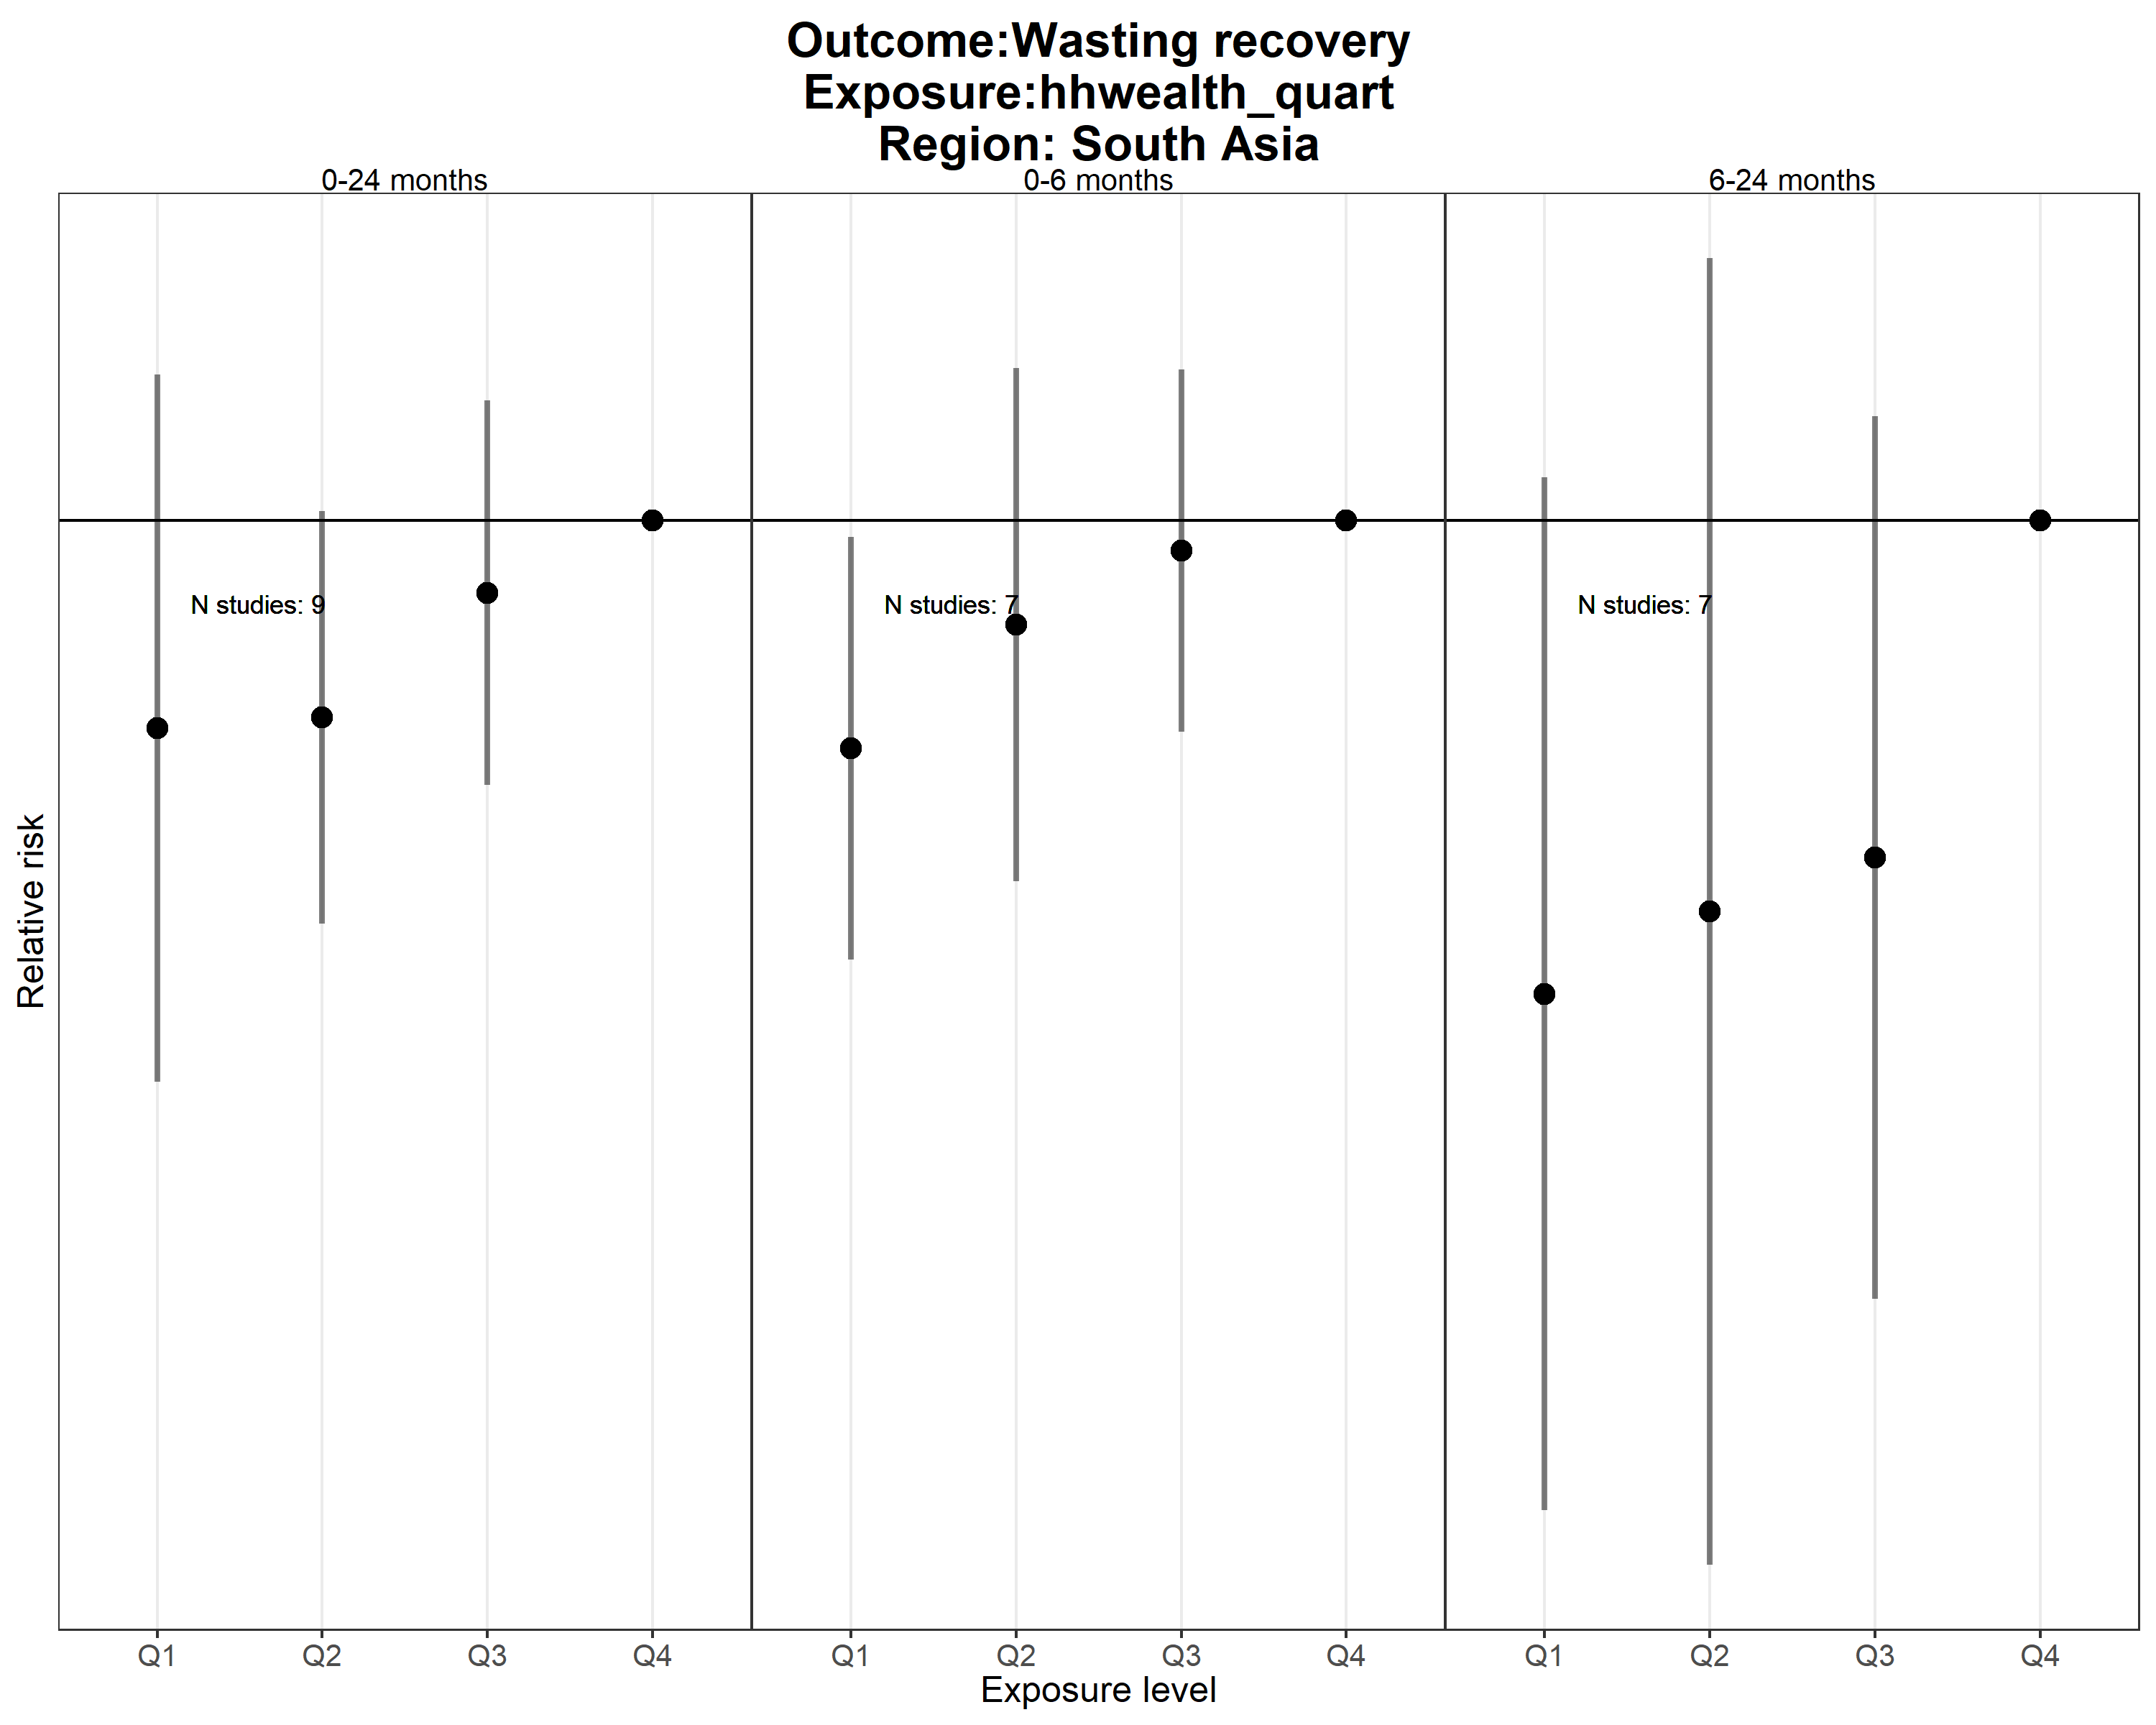 Outcome:Wasting recovery
Exposure:hhwealth_quart
Region: South Asia
0-24 months
0-6 months
6-24 months
N studies: 9
N studies: 7
N studies: 7
Relative risk
Q1 Q2 Q3 Q4 Q1 Q2 Q3 Q4 Q1 Q2 Q3 Q4
Exposure level